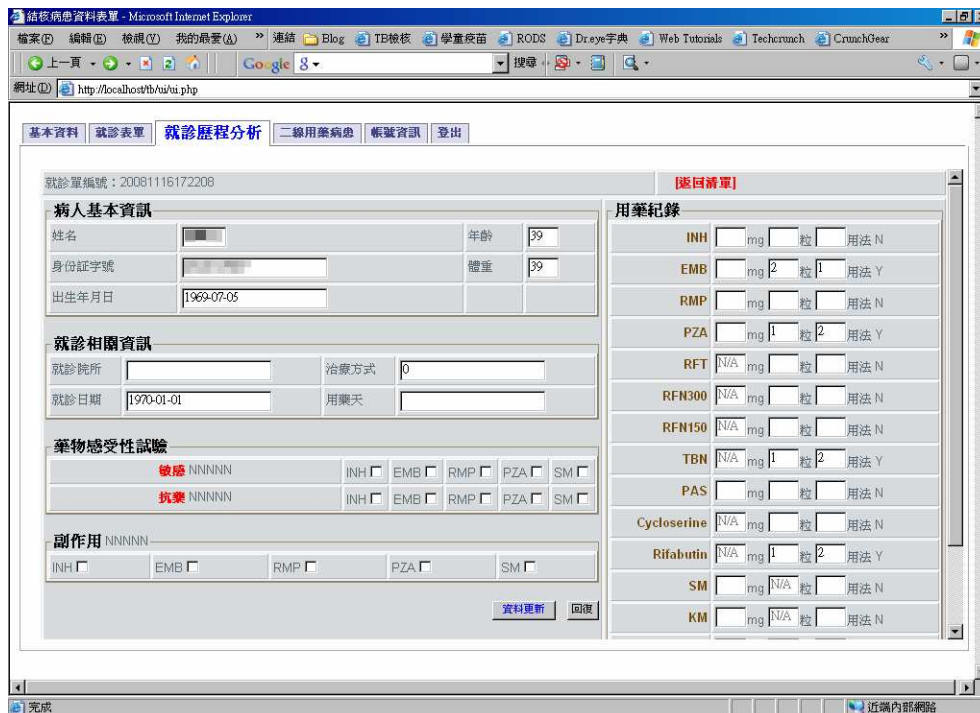 結核病患資料表單 - Microsoft Internet Explorer
檔案(F) 編輯(E) 檢視(V) 我的最愛(A) » 連結 Blog TB檢核 學童疫苗 RODS Dr.eye字典 Web Tutorials Techcrunch CrunchGear »
上一頁 Google 搜尋
網址(D) http://localhost/tb/ui/ui.php
基本資料 就診表單 就診歷程分析 二線用藥病患 帳號資訊 登出
就診單編號：20081116172208 [返回清單]
病人基本資訊
姓名 年齡 39
身份証字號 體重 39
出生年月日 1969-07-05
就診相關資訊
就診院所 治療方式 0
就診日期 1970-01-01 用藥天
藥物感受性試驗
敏感 NNNNN INH EMB RMP PZA SM
抗藥 NNNNN INH EMB RMP PZA SM
副作用 NNNNN
INH EMB RMP PZA SM
資料更新 回復
用藥紀錄
INH mg 粒 用法 N
EMB mg 2 粒 1 用法 Y
RMP mg 粒 用法 N
PZA mg 1 粒 2 用法 Y
RFT N/A mg 粒 用法 N
RFN300 N/A mg 粒 用法 N
RFN150 N/A mg 粒 用法 N
TBN N/A mg 1 粒 2 用法 Y
PAS mg 粒 用法 N
Cycloserine N/A mg 粒 用法 N
Rifabutin N/A mg 1 粒 2 用法 Y
SM mg N/A 粒 用法 N
KM mg N/A 粒 用法 N
完成 近端內部網路